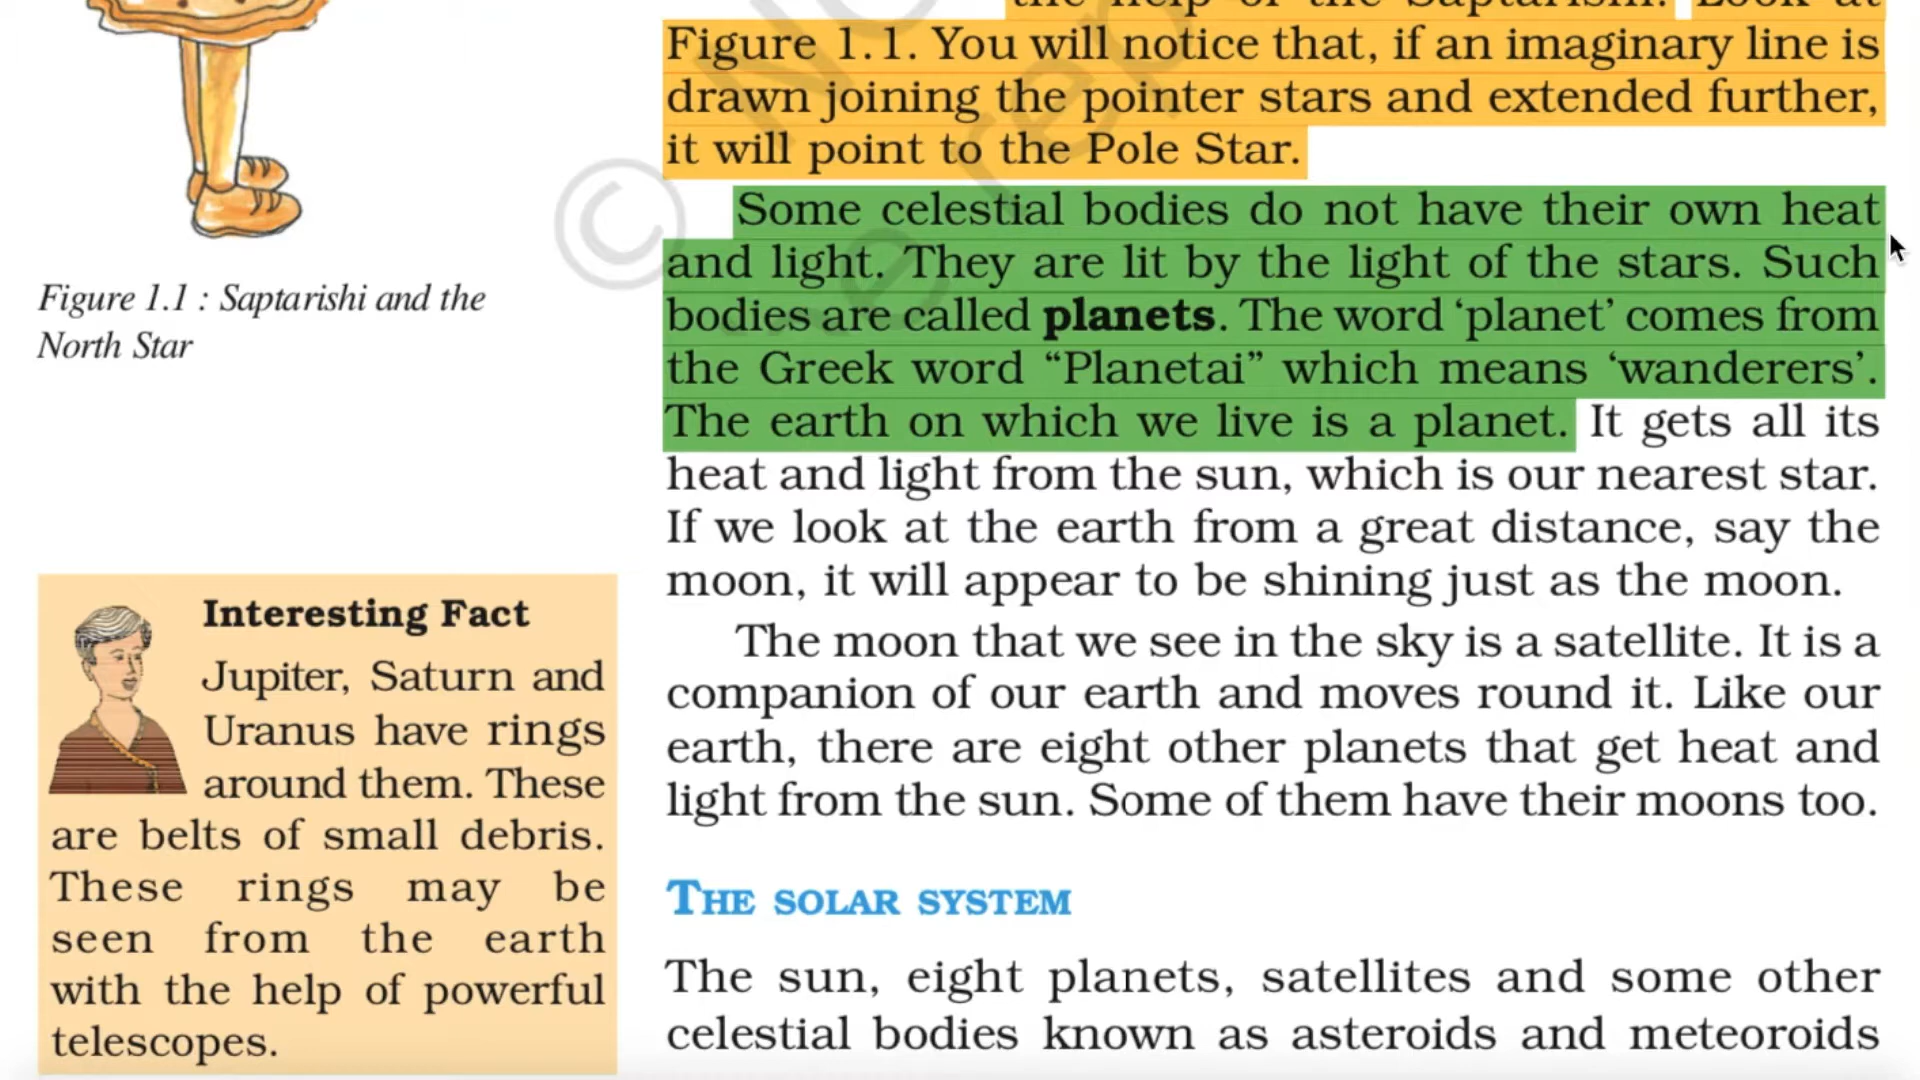 the help of the Saptarishi. Look at
Figure 1.1. You will notice that, if an imaginary line is
drawn joining the pointer stars and extended further,
it will point to the Pole Star.
Some celestial bodies do not have their own heat
and light. They are lit by the light of the stars. Such
bodies are called planets. The word ‘planet’ comes from
the Greek word “Planetai” which means ‘wanderers’.
The earth on which we live is a planet. It gets all its
heat and light from the sun, which is our nearest star.
If we look at the earth from a great distance, say the
moon, it will appear to be shining just as the moon.
The moon that we see in the sky is a satellite. It is a
companion of our earth and moves round it. Like our
earth, there are eight other planets that get heat and
light from the sun. Some of them have their moons too.
THE SOLAR SYSTEM
The sun, eight planets, satellites and some other
celestial bodies known as asteroids and meteoroids
Figure 1.1 : Saptarishi and the
North Star
Interesting Fact
Jupiter, Saturn and
Uranus have rings
around them. These
are belts of small debris.
These rings may be
seen from the earth
with the help of powerful
telescopes.